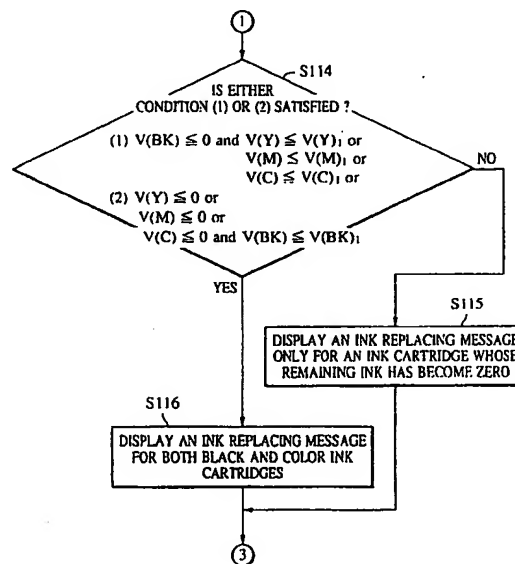 1
S114
IS EITHER
CONDITION (1) OR (2) SATISFIED ?
(1) V(BK) ≦ 0 and V(Y) ≦ V(Y)₁ or
V(M) ≦ V(M)₁ or
V(C) ≦ V(C)₁ or
NO
(2) V(Y) ≦ 0 or
V(M) ≦ 0 or
V(C) ≦ 0 and V(BK) ≦ V(BK)₁
YES
S115
DISPLAY AN INK REPLACING MESSAGE
ONLY FOR AN INK CARTRIDGE WHOSE
REMAINING INK HAS BECOME ZERO
S116
DISPLAY AN INK REPLACING MESSAGE
FOR BOTH BLACK AND COLOR INK
CARTRIDGES
3